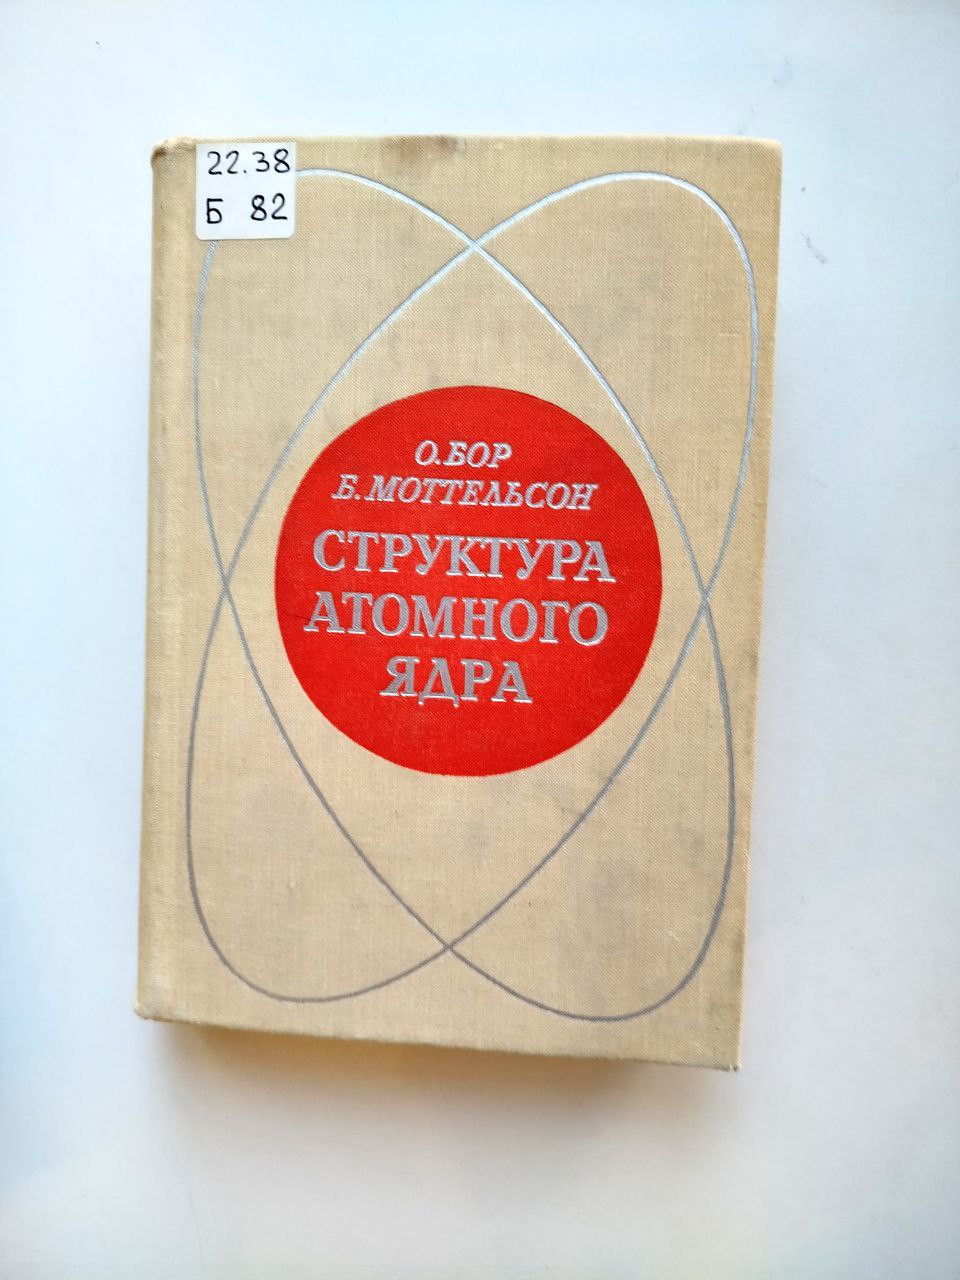 22.38
Б 82
О.БОР
Б.МОТТЕЛЬСОН
СТРУКТУРА
АТОМНОГО
ЯДРА